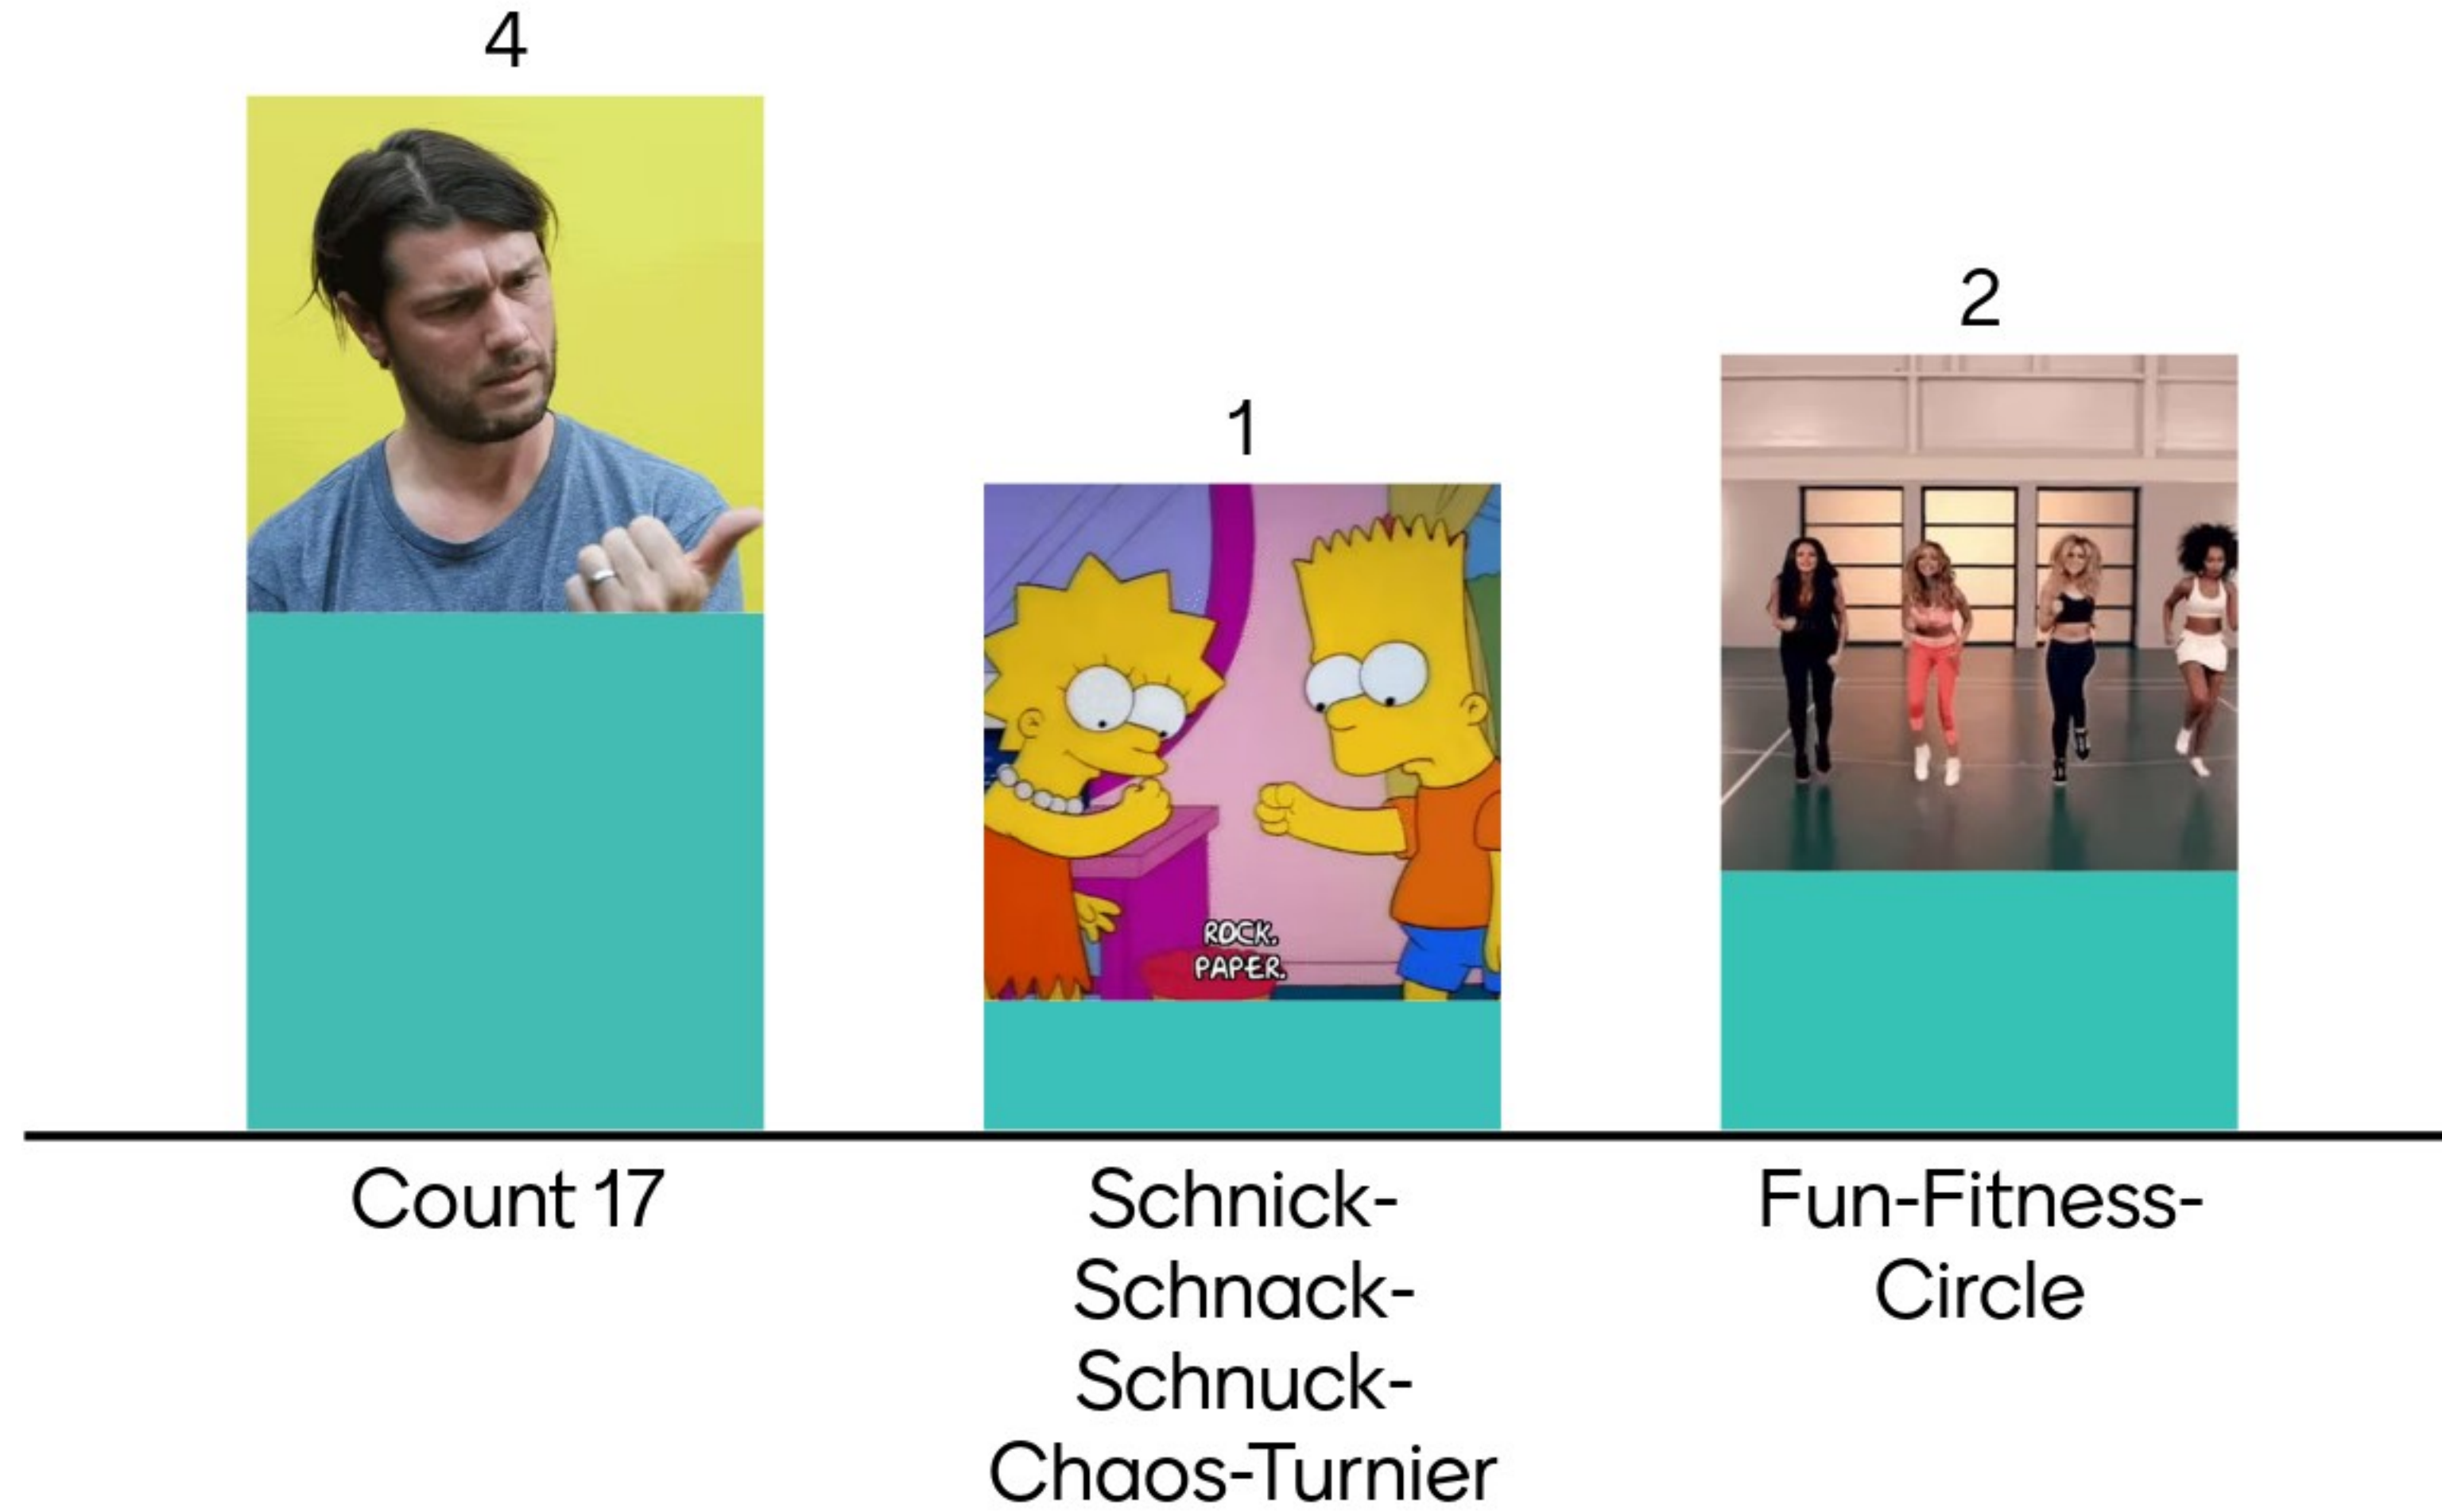 4
1
2
ROCK.
PAPER.
Count 17
Schnick-
Schnack-
Schnuck-
Chaos-Turnier
Fun-Fitness-
Circle